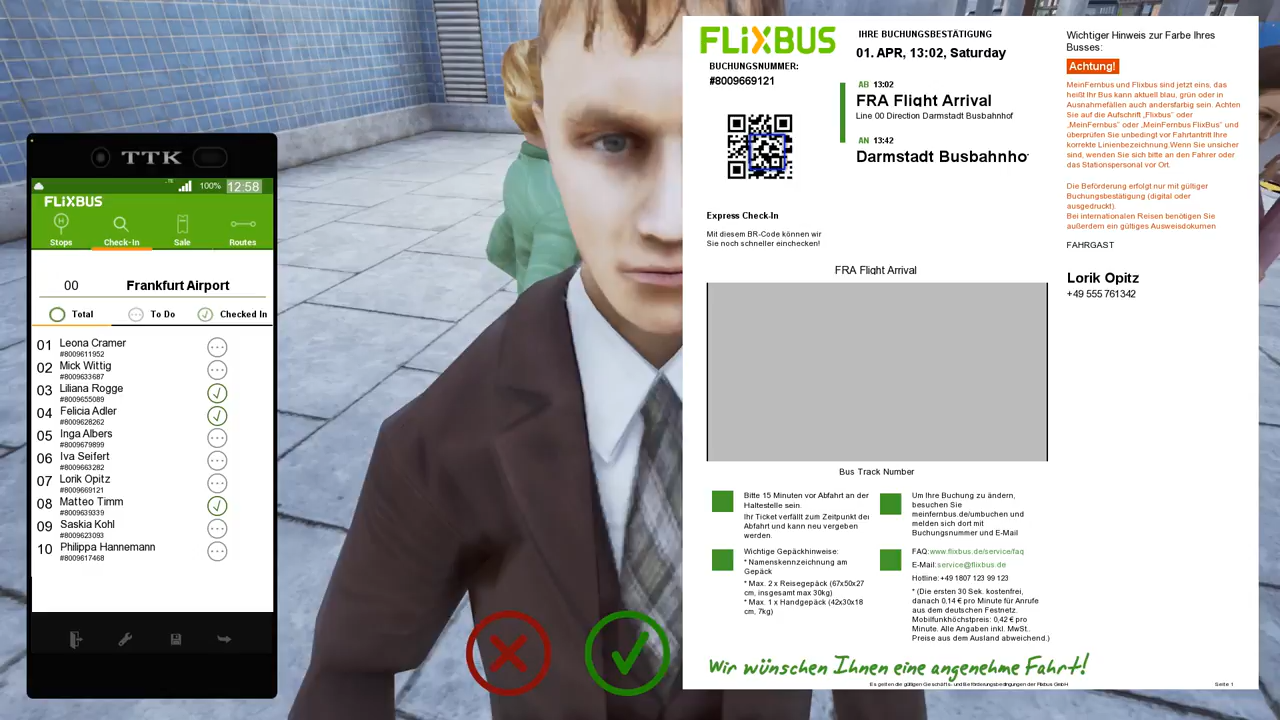 TTK
100% 12:58
FLiXBUS
Stops Check-In Sale Routes
00 Frankfurt Airport
Total To Do Checked In
01 Leona Cramer
#8009611952
02 Mick Wittig
#8009633687
03 Liliana Rogge
#8009655089
04 Felicia Adler
#8009628262
05 Inga Albers
#8009679899
06 Iva Seifert
#8009663282
07 Lorik Opitz
#8009669121
08 Matteo Timm
#8009639339
09 Saskia Kohl
#8009623093
10 Philippa Hannemann
#8009617468
FLiXBUS
BUCHUNGSNUMMER:
#8009669121
IHRE BUCHUNGSBESTÄTIGUNG
01. APR, 13:02, Saturday
AB 13:02
FRA Flight Arrival
Line 00 Direction Darmstadt Busbahnhof
AN 13:42
Darmstadt Busbahnho
Express Check-In
Mit diesem BR-Code können wir
Sie noch schneller einchecken!
FRA Flight Arrival
Bus Track Number
Bitte 15 Minuten vor Abfahrt an der
Haltestelle sein.
Ihr Ticket verfällt zum Zeitpunkt der
Abfahrt und kann neu vergeben
werden.
Wichtige Gepäckhinweise:
* Namenskennzeichnung am
Gepäck
* Max. 2 x Reisegepäck (67x50x27
cm, insgesamt max 30kg)
* Max. 1 x Handgepäck (42x30x18
cm, 7kg)
Um Ihre Buchung zu ändern,
besuchen Sie
meinfernbus.de/umbuchen und
melden sich dort mit
Buchungsnummer und E-Mail
FAQ:www.flixbus.de/service/faq
E-Mail:service@flixbus.de
Hotline:+49 1807 123 99 123
* (Die ersten 30 Sek. kostenfrei,
danach 0,14 € pro Minute für Anrufe
aus dem deutschen Festnetz.
Mobilfunkhöchstpreis: 0,42 € pro
Minute. Alle Angaben inkl. MwSt..
Preise aus dem Ausland abweichend.)
Wichtiger Hinweis zur Farbe Ihres
Busses:
Achtung!
MeinFernbus und Flixbus sind jetzt eins, das
heißt Ihr Bus kann aktuell blau, grün oder in
Ausnahmefällen auch andersfarbig sein. Achten
Sie auf die Aufschrift „Flixbus" oder
„MeinFernbus" oder „MeinFernbus FlixBus" und
überprüfen Sie unbedingt vor Fahrtantritt Ihre
korrekte Linienbezeichnung.Wenn Sie unsicher
sind, wenden Sie sich bitte an den Fahrer oder
das Stationspersonal vor Ort.
Die Beförderung erfolgt nur mit gültiger
Buchungsbestätigung (digital oder
ausgedruckt).
Bei internationalen Reisen benötigen Sie
außerdem ein gültiges Ausweisdokumen
FAHRGAST
Lorik Opitz
+49 555 761342
Wir wünschen Ihnen eine angenehme Fahrt!
Es gelten die gültigen Geschäfts- und Beförderungsbedingungen der Flixbus GmbH Seite 1